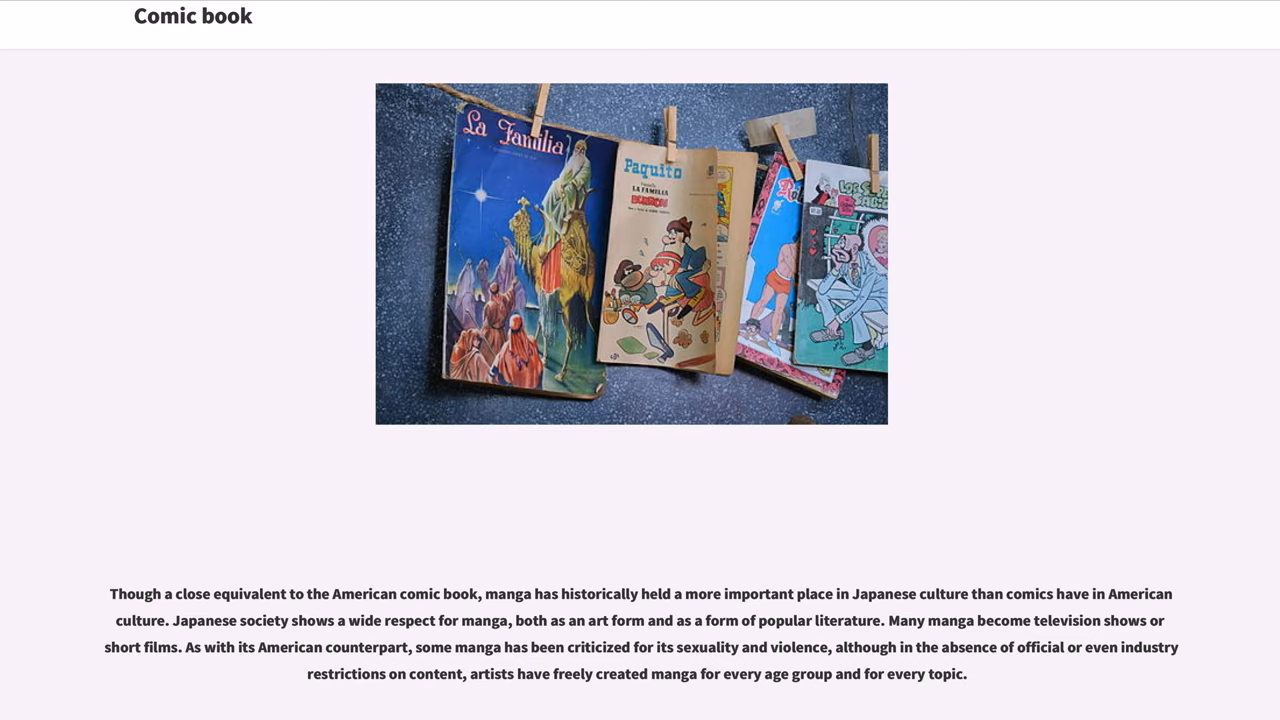 Comic book
La Familia
Paquito
LA FAMILIA
BURRÓN
LOS SUPER
SABIOS
Though a close equivalent to the American comic book, manga has historically held a more important place in Japanese culture than comics have in American
culture. Japanese society shows a wide respect for manga, both as an art form and as a form of popular literature. Many manga become television shows or
short films. As with its American counterpart, some manga has been criticized for its sexuality and violence, although in the absence of official or even industry
restrictions on content, artists have freely created manga for every age group and for every topic.